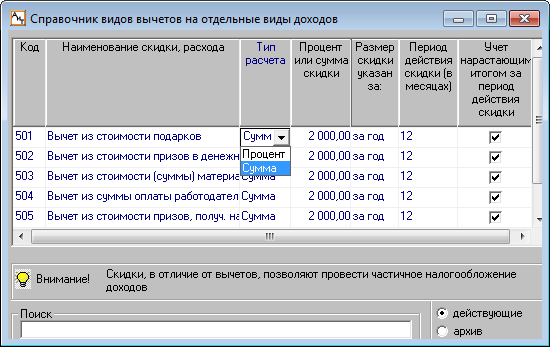 Справочник видов вычетов на отдельные виды доходов
Код Наименование скидки, расхода Тип расчета Процент или сумма скидки Размер скидки указан за: Период действия скидки (в месяцах) Учет нарастающим итогом за период действия скидки
501 Вычет из стоимости подарков Сумм 2 000,00 за год 12
502 Вычет из стоимости призов в денежн 2 000,00 за год 12
Процент
Сумма
503 Вычет из стоимости (суммы) материа Сумма 2 000,00 за год 12
504 Вычет из суммы оплаты работодател Сумма 2 000,00 за год 12
505 Вычет из стоимости призов, получ. на Сумма 2 000,00 за год 12
Внимание! Скидки, в отличие от вычетов, позволяют провести частичное налогообложение доходов
Поиск
действующие
архив